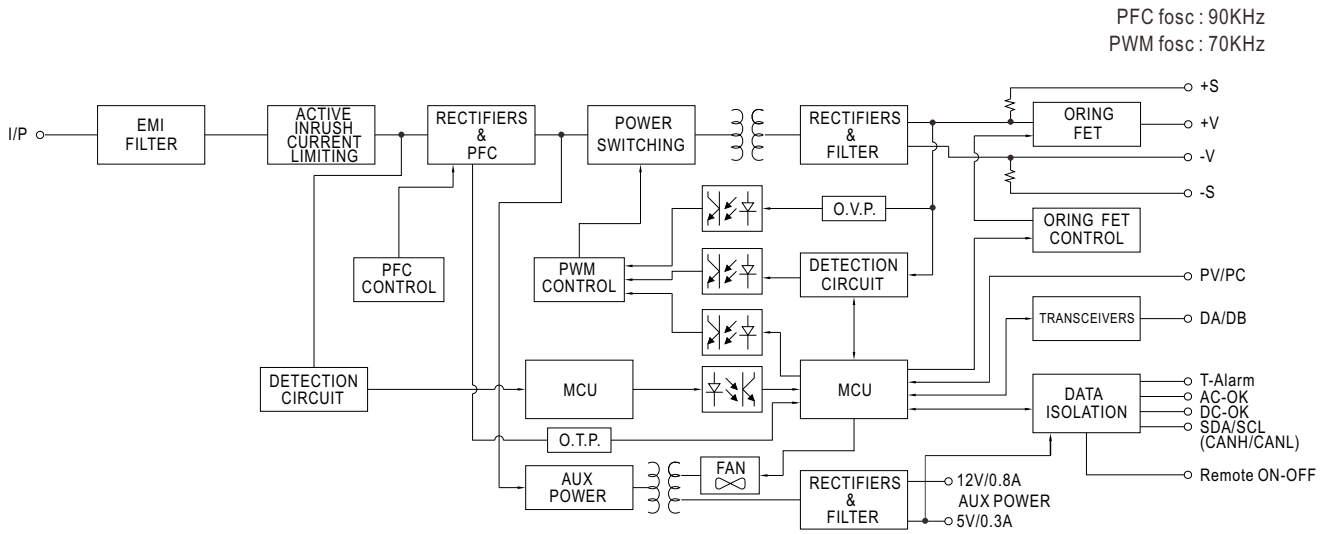 PFC fosc : 90KHz
PWM fosc : 70KHz
I/P
EMI
FILTER
ACTIVE
INRUSH
CURRENT
LIMITING
RECTIFIERS
&
PFC
POWER
SWITCHING
RECTIFIERS
&
FILTER
ORING
FET
+S
+V
-V
-S
O.V.P.
ORING FET
CONTROL
PFC
CONTROL
PWM
CONTROL
DETECTION
CIRCUIT
PV/PC
TRANSCEIVERS
DA/DB
DETECTION
CIRCUIT
MCU
MCU
DATA
ISOLATION
T-Alarm
AC-OK
DC-OK
SDA/SCL
(CANH/CANL)
O.T.P.
Remote ON-OFF
AUX
POWER
FAN
RECTIFIERS
&
FILTER
12V/0.8A
AUX POWER
5V/0.3A